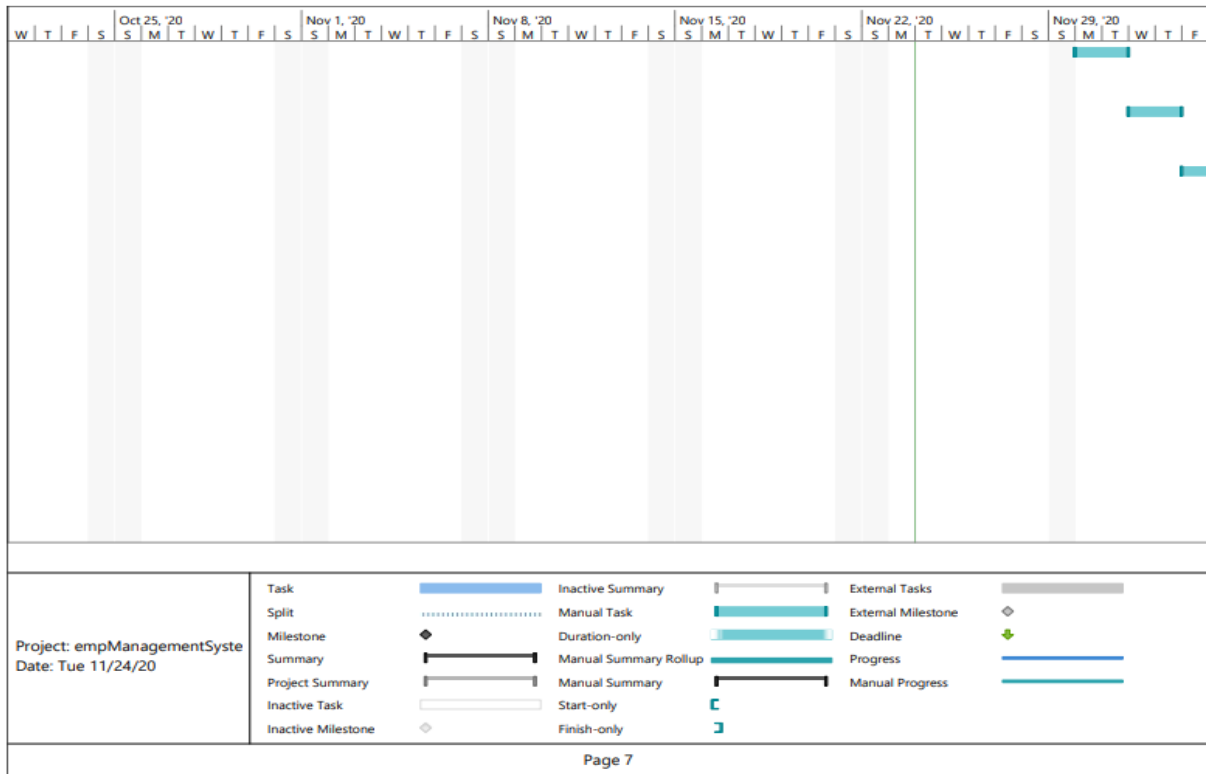 Oct 25, '20 Nov 1, '20 Nov 8, '20 Nov 15, '20 Nov 22, '20 Nov 29, '20
W T F S S M T W T F S S M T W T F S S M T W T F S S M T W T F S S M T W T F S S M T W T F
Project: empManagementSyste
Date: Tue 11/24/20
Task
Split
Milestone
Summary
Project Summary
Inactive Task
Inactive Milestone
Inactive Summary
Manual Task
Duration-only
Manual Summary Rollup
Manual Summary
Start-only
Finish-only
External Tasks
External Milestone
Deadline
Progress
Manual Progress
Page 7